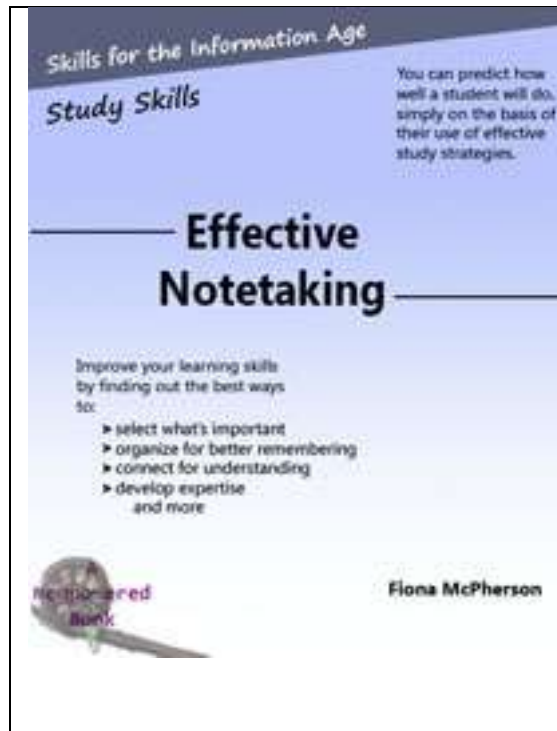 Skills for the Information Age
Study Skills
You can predict how
well a student will do,
simply on the basis of
their use of effective
study strategies.
Effective
Notetaking
Improve your learning skills
by finding out the best ways
to:
➤ select what's important
➤ organize for better remembering
➤ connect for understanding
➤ develop expertise
and more
A
Book
Fiona McPherson